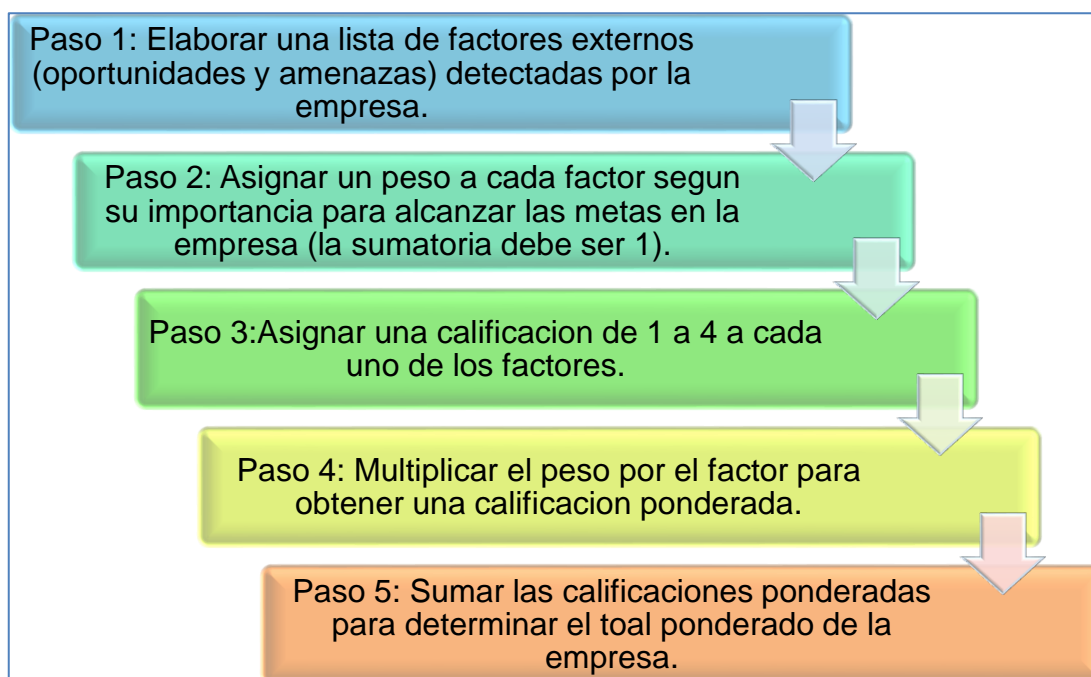 Paso 1: Elaborar una lista de factores externos
(oportunidades y amenazas) detectadas por la
empresa.
Paso 2: Asignar un peso a cada factor segun
su importancia para alcanzar las metas en la
empresa (la sumatoria debe ser 1).
Paso 3:Asignar una calificacion de 1 a 4 a cada
uno de los factores.
Paso 4: Multiplicar el peso por el factor para
obtener una calificacion ponderada.
Paso 5: Sumar las calificaciones ponderadas
para determinar el toal ponderado de la
empresa.